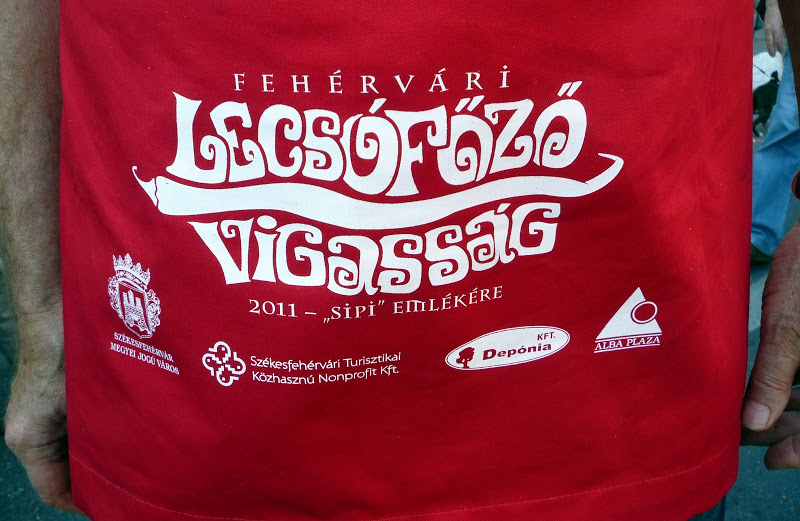 FEHÉRVÁRI
LECSÓFŐZŐ
ViGASSÁG
2011 – „SiPi” EMLÉKÉRE
SZÉKESFEHÉRVÁR
MEGYEI JOGÚ VÁROS
Székesfehérvári Turisztikai
Közhasznú Nonprofit Kft.
KFT.
Depónia
ALBA PLAZA